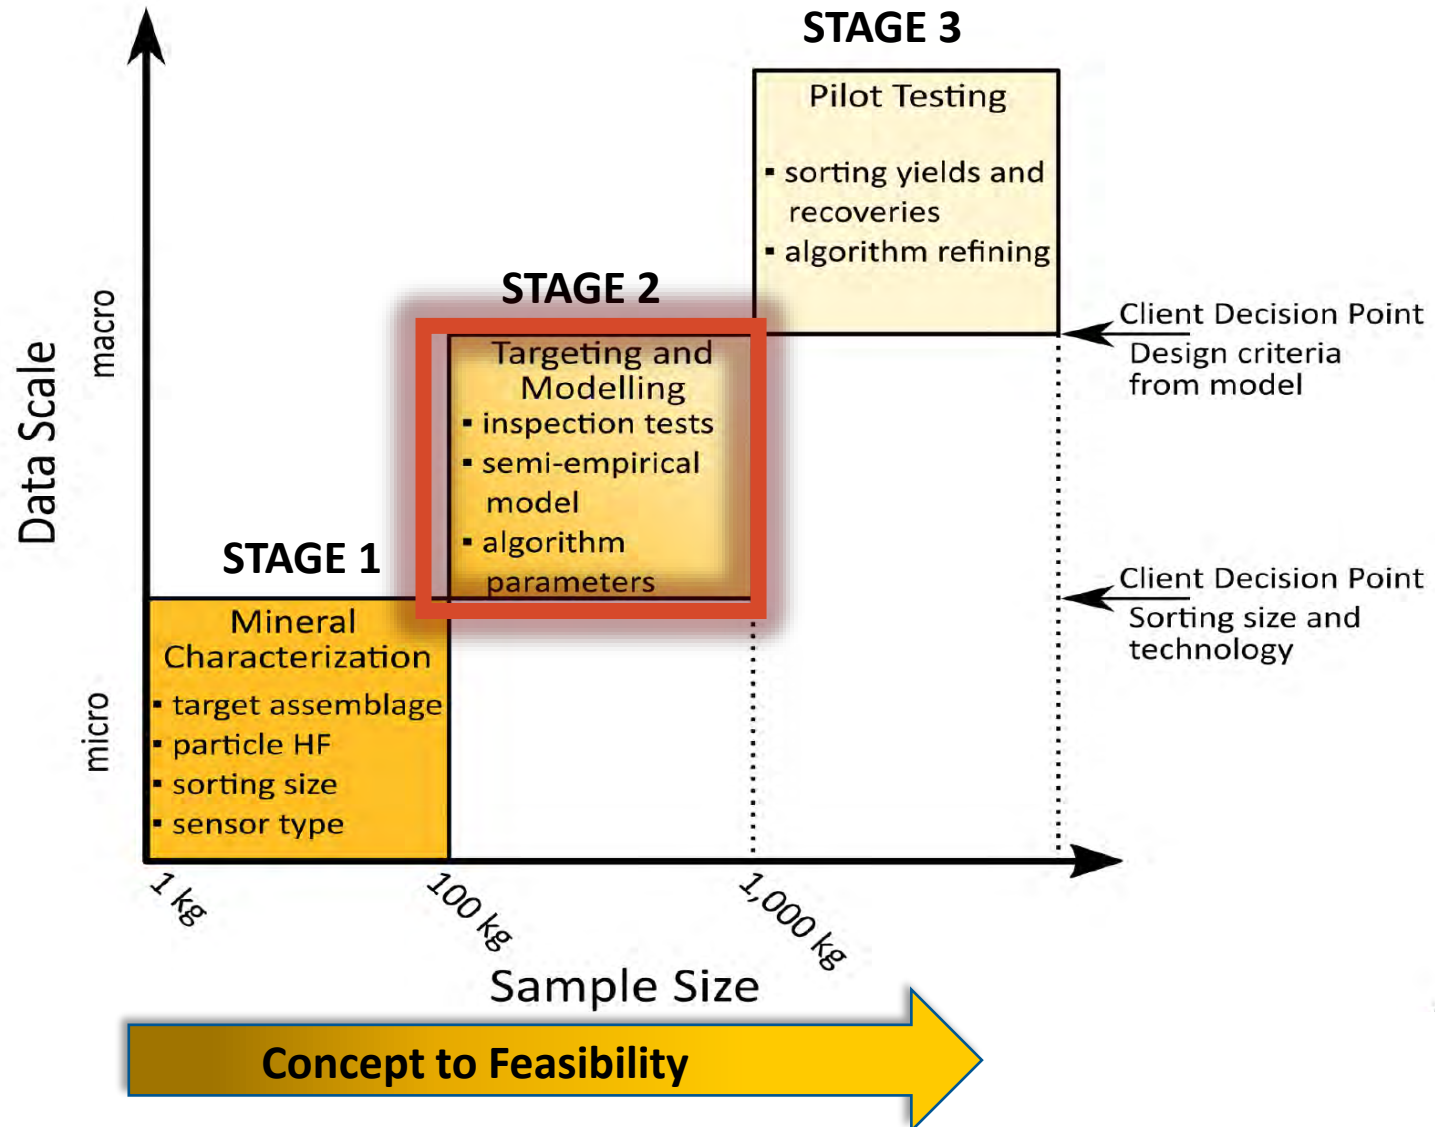 STAGE 3
Pilot Testing
▪ sorting yields and
recoveries
▪ algorithm refining
STAGE 2
Targeting and
Modelling
▪ inspection tests
▪ semi-empirical
model
▪ algorithm
parameters
STAGE 1
Mineral
Characterization
▪ target assemblage
▪ particle HF
▪ sorting size
▪ sensor type
Client Decision Point
Design criteria
from model
Client Decision Point
Sorting size and
technology
Data Scale
macro
micro
1 kg
100 kg
1,000 kg
Sample Size
Concept to Feasibility